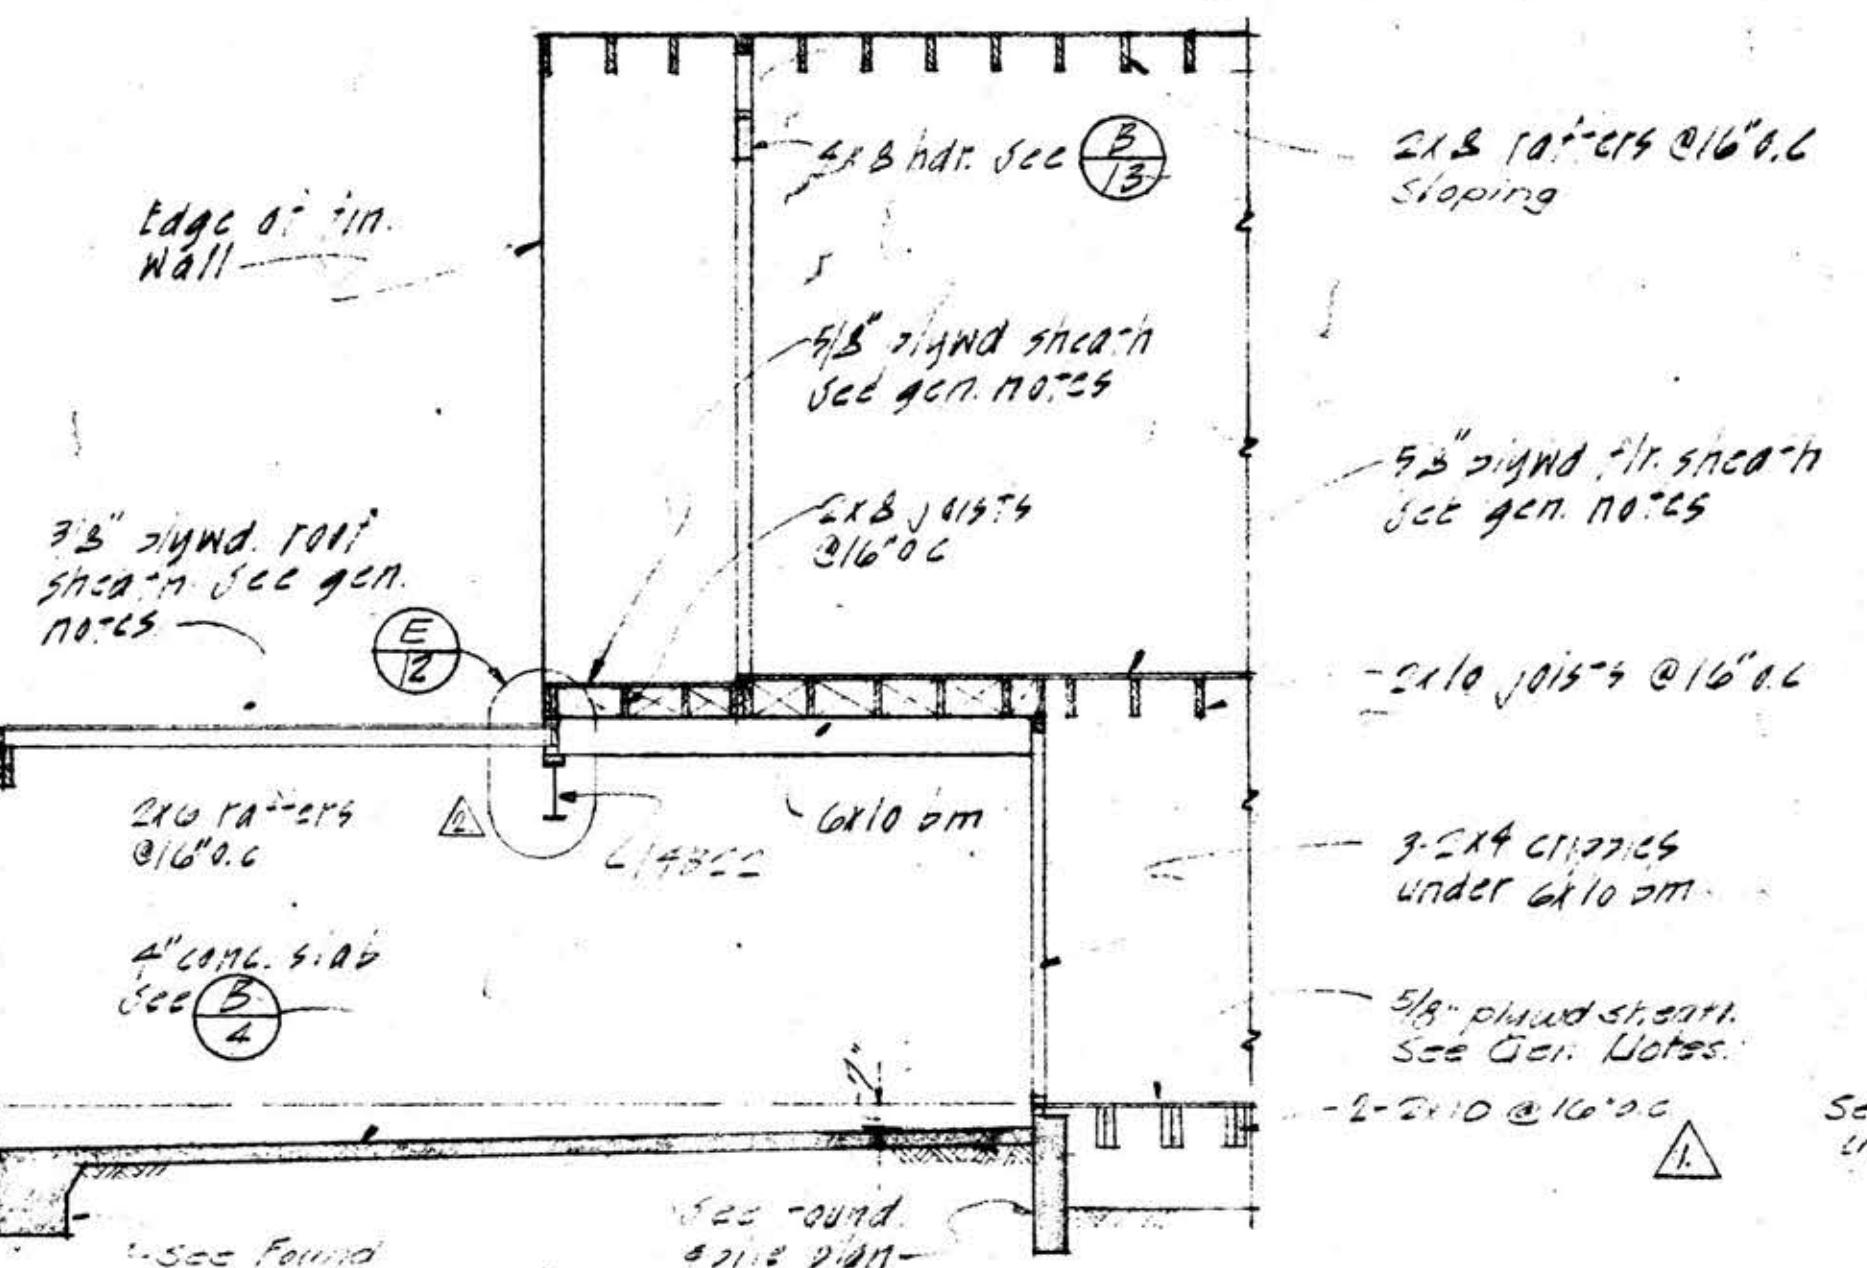 4x8 hdr. See B
13
2x8 rafters @16"o.c
sloping
Edge of fin.
Wall
5/8" plywd sheath
See gen. notes
5/8" plywd flr. sheath
See gen. notes
2x8 joists
@16"o.c
3/8" plywd. roof
sheath. See gen.
notes
E
12
2x10 joists @16"o.c
2x6 rafters
@16"o.c
2
6x10 bm
3-2x4 cripples
under 6x10 bm
4" conc. slab
See B
4
5/8" plywd sheath.
See Gen. Notes.
2-2x10 @16"o.c
1.
See found.
plan
See Found